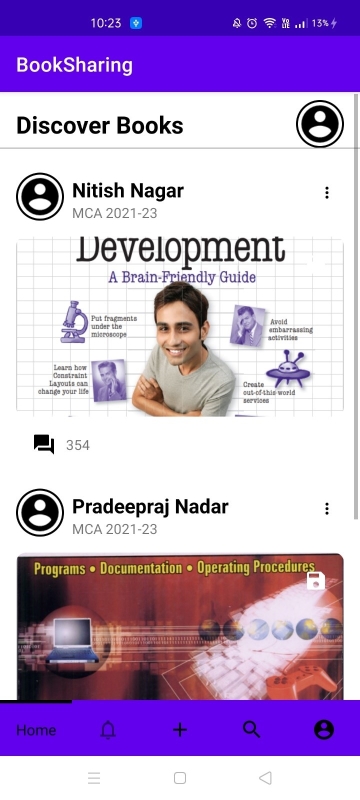 10:23
13%
BookSharing
Discover Books
Nitish Nagar
MCA 2021-23
Development
A Brain-Friendly Guide
Put fragments
under the
microscope
Avoid
embarrassing
activities
Learn how
Constraint
Layouts can
change your life
Create
out-of-this world
services
354
Pradeepraj Nadar
MCA 2021-23
Programs • Documentation • Operating Procedures
Home